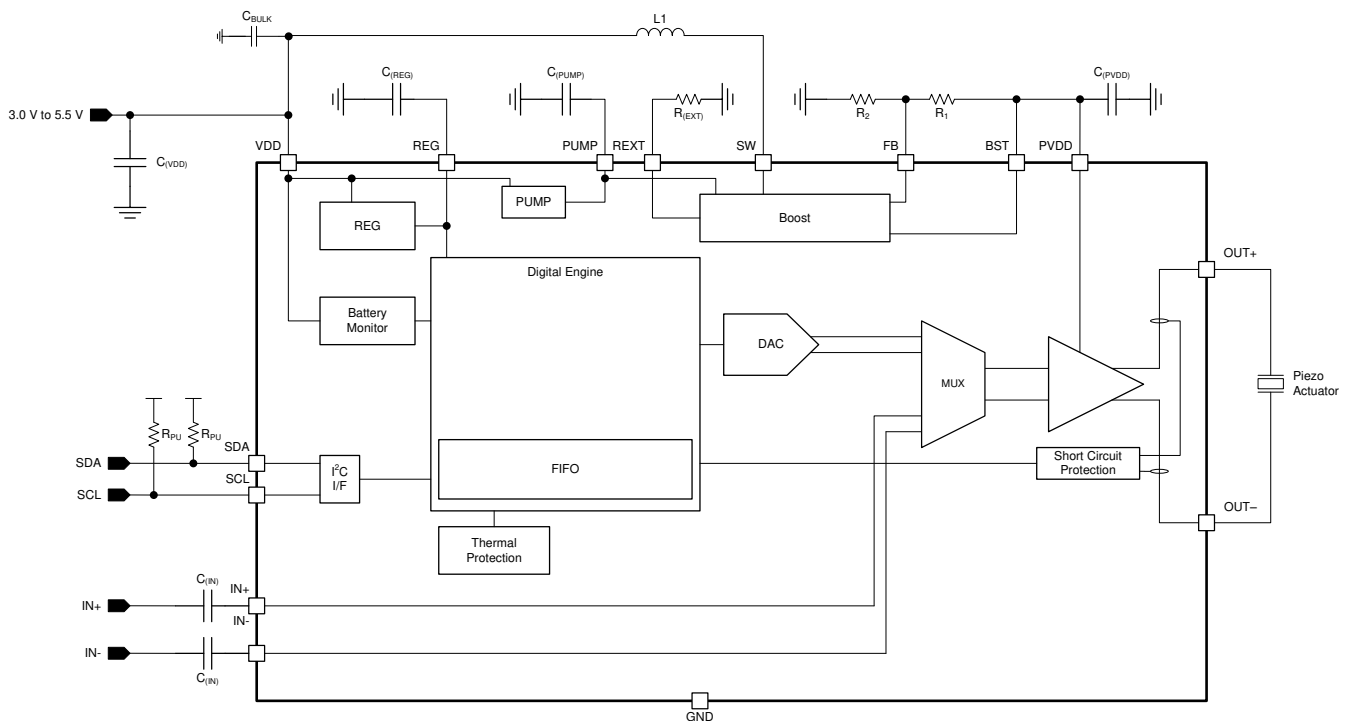 C_BULK
L1
C(REG)
C(PUMP)
R(EXT)
R2
R1
C(PVDD)
3.0 V to 5.5 V
C(VDD)
VDD
REG
PUMP
REXT
SW
FB
BST
PVDD
REG
PUMP
Boost
Digital Engine
OUT+
Battery
Monitor
DAC
MUX
Piezo
Actuator
RPU
RPU
SDA
SDA
SCL
SCL
I²C
I/F
FIFO
Short Circuit
Protection
OUT–
Thermal
Protection
C(IN)
IN+
IN+
IN-
IN-
C(IN)
GND